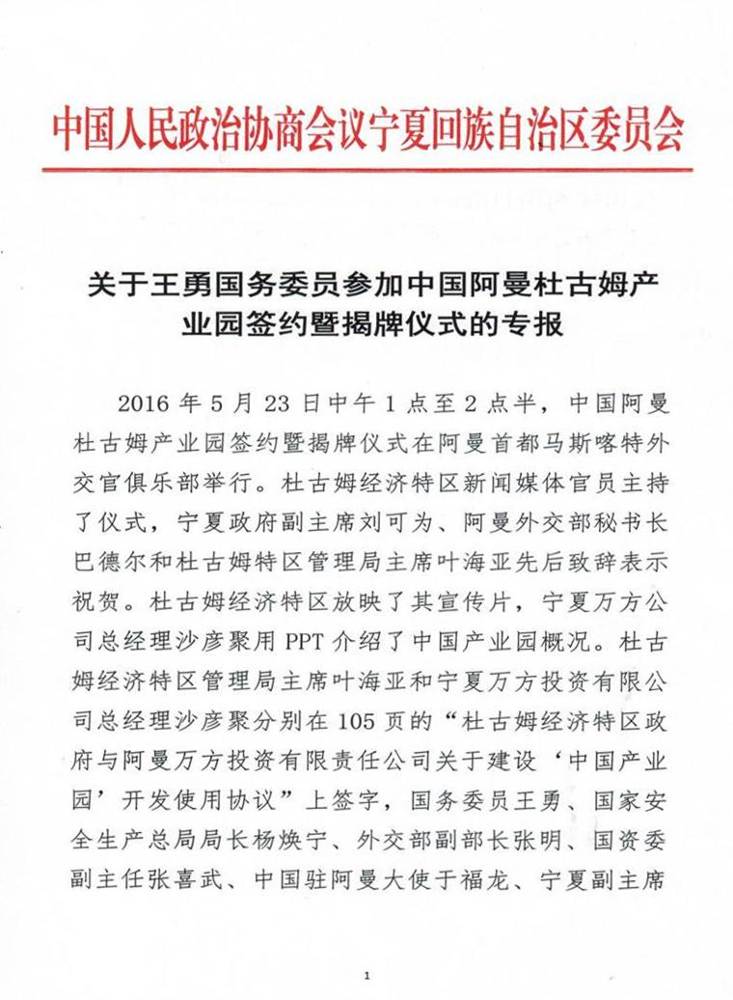 中国人民政治协商会议宁夏回族自治区委员会
关于王勇国务委员参加中国阿曼杜古姆产
业园签约暨揭牌仪式的专报
2016年5月23日中午1点至2点半，中国阿曼
杜古姆产业园签约暨揭牌仪式在阿曼首都马斯喀特外
交官俱乐部举行。杜古姆经济特区新闻媒体官员主持
了仪式，宁夏政府副主席刘可为、阿曼外交部秘书长
巴德尔和杜古姆特区管理局主席叶海亚先后致辞表示
祝贺。杜古姆经济特区放映了其宣传片，宁夏万方公
司总经理沙彦聚用PPT介绍了中国产业园概况。杜古
姆经济特区管理局主席叶海亚和宁夏万方投资有限公
司总经理沙彦聚分别在105页的“杜古姆经济特区政
府与阿曼万方投资有限责任公司关于建设‘中国产业
园’开发使用协议”上签字，国务委员王勇、国家安
全生产总局局长杨焕宁、外交部副部长张明、国资委
副主任张喜武、中国驻阿曼大使于福龙、宁夏副主席
1